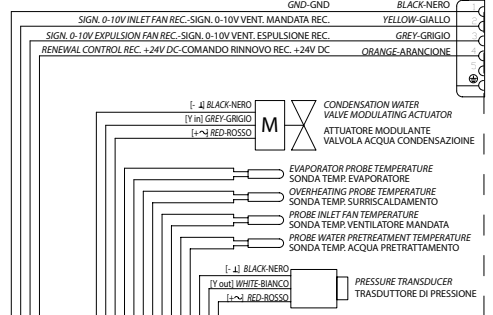 GND-GND BLACK-NERO
SIGN. 0-10V INLET FAN REC.-SIGN. 0-10V VENT. MANDATA REC. YELLOW-GIALLO
SIGN. 0-10V EXPULSION FAN REC.-SIGN. 0-10V VENT. ESPULSIONE REC. GREY-GRIGIO
RENEWAL CONTROL REC. +24V DC-COMANDO RINNOVO REC. +24V DC ORANGE-ARANCIONE
1
2
3
4
5
[- ⊥] BLACK-NERO
[Y in] GREY-GRIGIO
[+~] RED-ROSSO
M
CONDENSATION WATER
VALVE MODULATING ACTUATOR
ATTUATORE MODULANTE
VALVOLA ACQUA CONDENSAZIOINE
EVAPORATOR PROBE TEMPERATURE
SONDA TEMP. EVAPORATORE
OVERHEATING PROBE TEMPERATURE
SONDA TEMP. SURRISCALDAMENTO
PROBE INLET FAN TEMPERATURE
SONDA TEMP. VENTILATORE MANDATA
PROBE WATER PRETREATMENT TEMPERATURE
SONDA TEMP. ACQUA PRETRATTAMENTO
[- ⊥] BLACK-NERO
[Y out] WHITE-BIANCO
[+~] RED-ROSSO
PRESSURE TRANSDUCER
TRASDUTTORE DI PRESSIONE